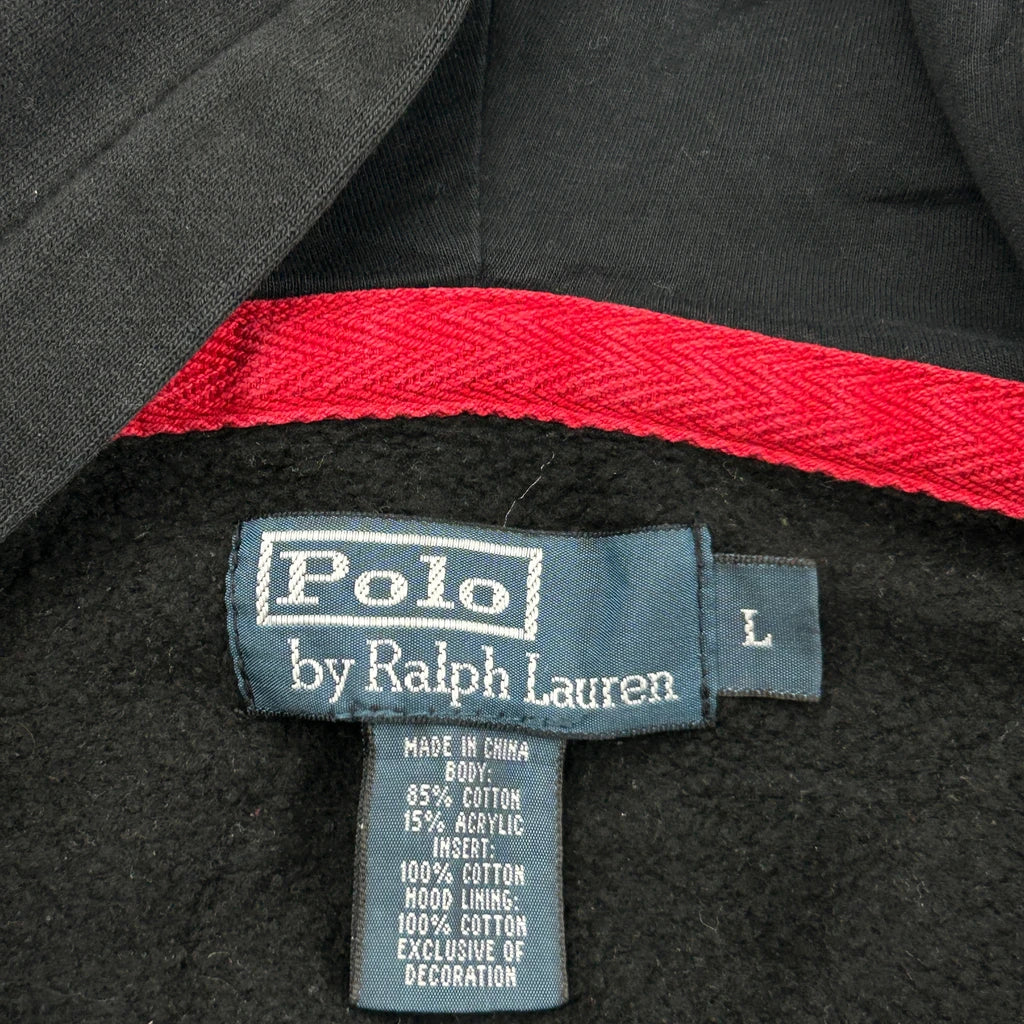 Polo
by Ralph Lauren
L
MADE IN CHINA
BODY:
85% COTTON
15% ACRYLIC
INSERT:
100% COTTON
HOOD LINING:
100% COTTON
EXCLUSIVE OF
DECORATION